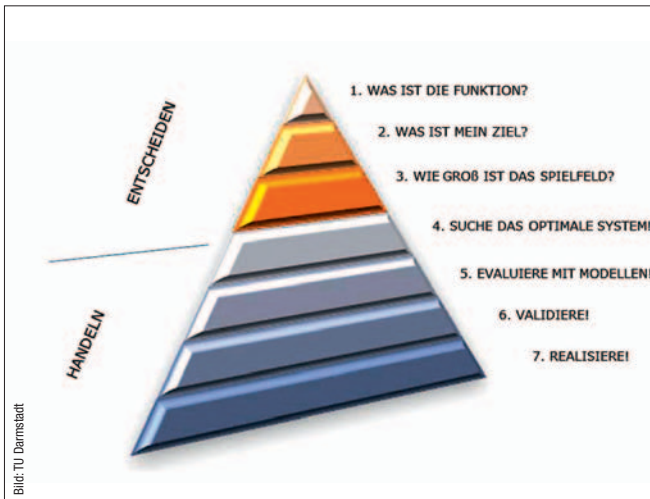 ENTSCHEIDEN
HANDELN
1. WAS IST DIE FUNKTION?
2. WAS IST MEIN ZIEL?
3. WIE GROß IST DAS SPIELFELD?
4. SUCHE DAS OPTIMALE SYSTEM!
5. EVALUIERE MIT MODELLEN!
6. VALIDIERE!
7. REALISIERE!
Bild: TU Darmstadt